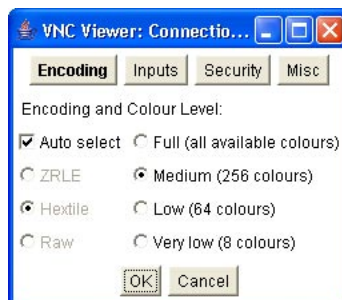 VNC Viewer: Connectio...
Encoding Inputs Security Misc
Encoding and Colour Level:
Auto select Full (all available colours)
ZRLE Medium (256 colours)
Hextile Low (64 colours)
Raw Very low (8 colours)
OK Cancel